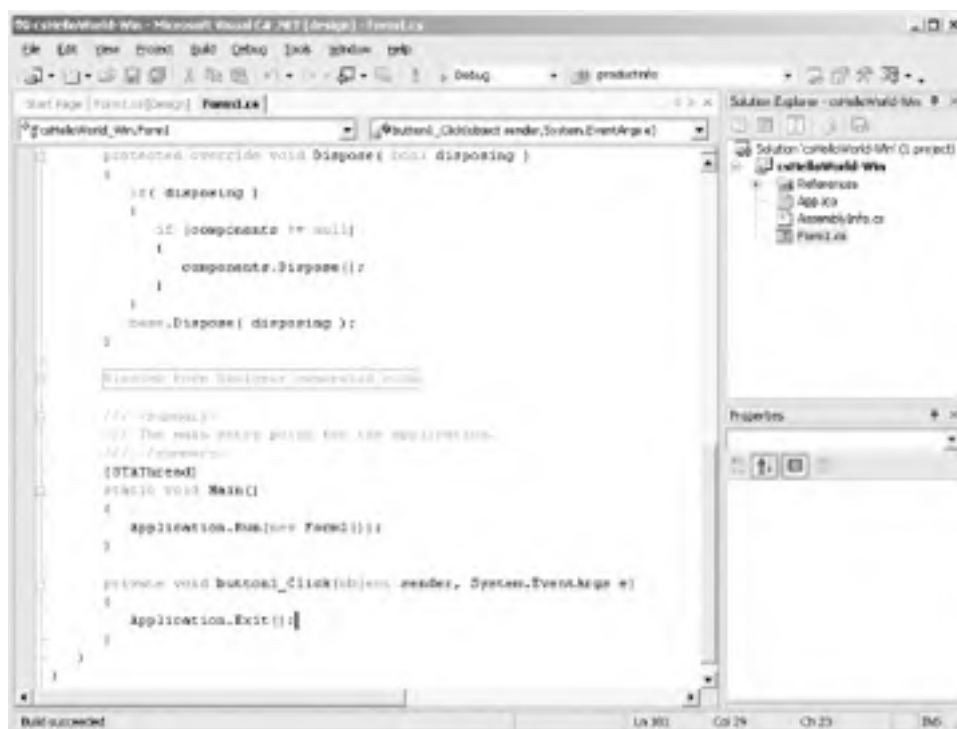 csHelloWorld-Win - Microsoft Visual C# .NET [design] - Form1.cs
File Edit View Project Build Debug Tools Window Help
Debug productinfo
Start Page Form1.cs [Design] Form1.cs
csHelloWorld_Win.Form1 button1_Click(object sender,System.EventArgs e)
protected override void Dispose( bool disposing )
{
if( disposing )
{
if (components != null)
{
components.Dispose();
}
}
base.Dispose( disposing );
}
Windows Form Designer generated code
/// <summary>
/// The main entry point for the application.
/// </summary>
[STAThread]
static void Main()
{
Application.Run(new Form1());
}
private void button1_Click(object sender, System.EventArgs e)
{
Application.Exit();
}
}
}
Solution Explorer - csHelloWorld-Win
Solution 'csHelloWorld-Win' (1 project)
csHelloWorld-Win
References
App.ico
AssemblyInfo.cs
Form1.cs
Properties
Build succeeded Ln Col 29 Ch 23 INS